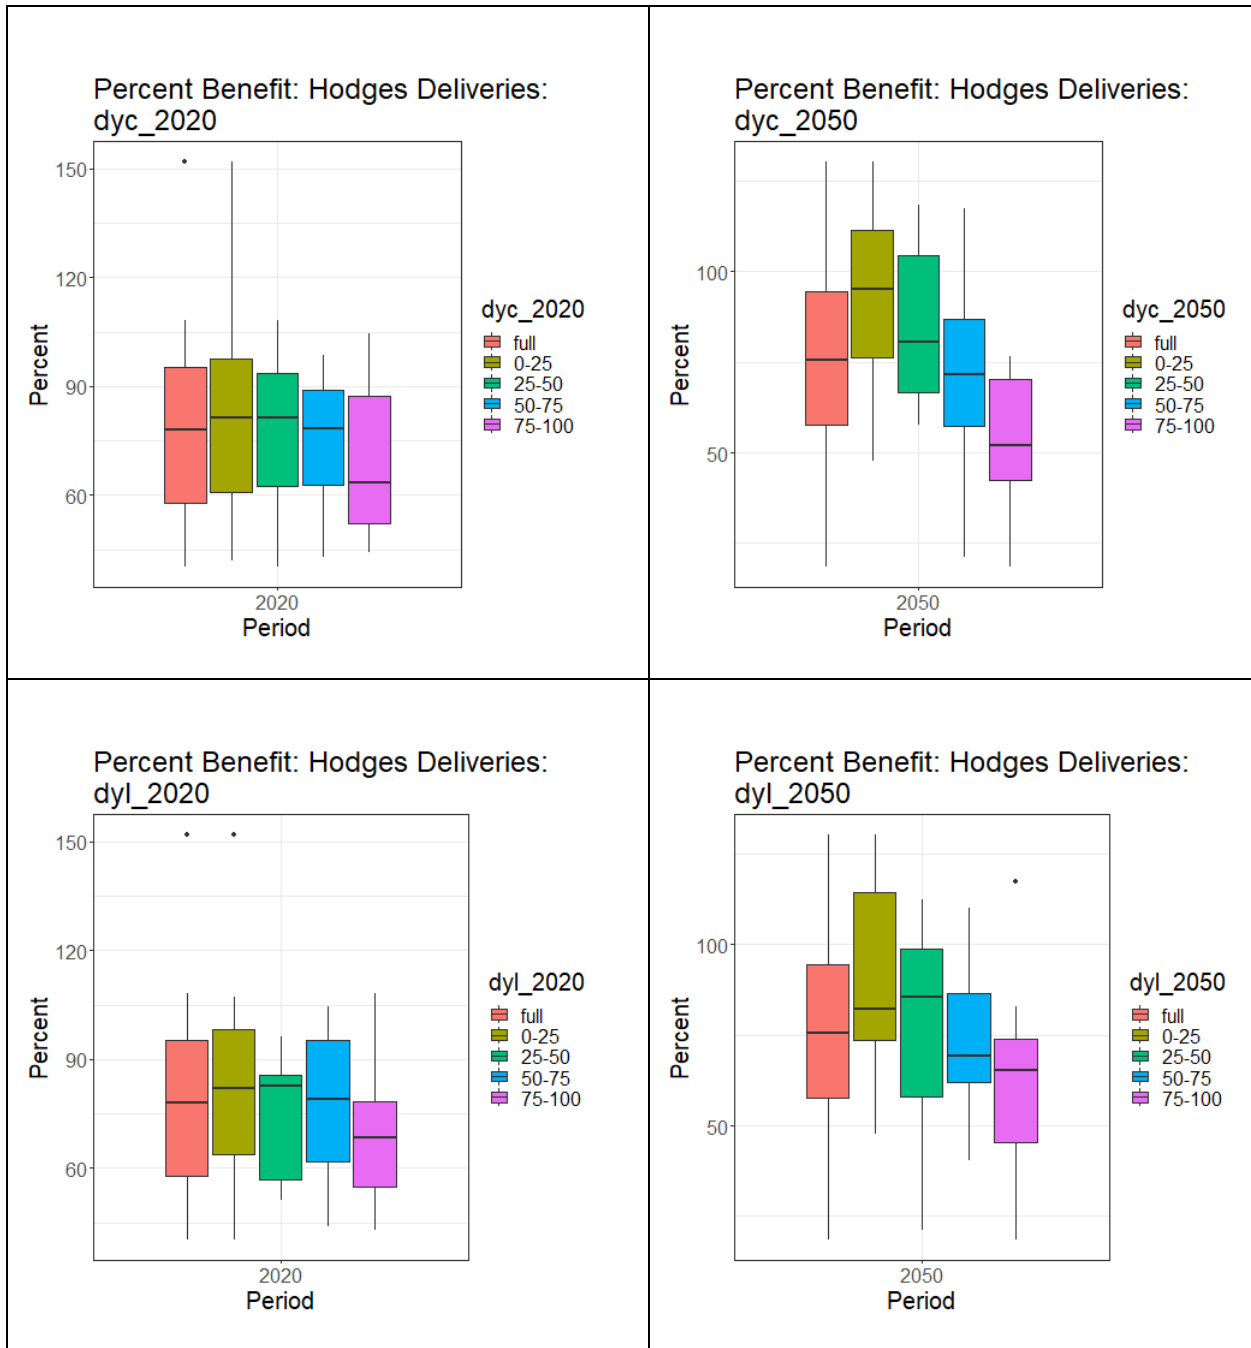 Percent Benefit: Hodges Deliveries:
dyc_2020
150
120
90
60
Percent
2020
Period
dyc_2020
full
0-25
25-50
50-75
75-100
Percent Benefit: Hodges Deliveries:
dyc_2050
100
50
Percent
2050
Period
dyc_2050
full
0-25
25-50
50-75
75-100
Percent Benefit: Hodges Deliveries:
dyl_2020
150
120
90
60
Percent
2020
Period
dyl_2020
full
0-25
25-50
50-75
75-100
Percent Benefit: Hodges Deliveries:
dyl_2050
100
50
Percent
2050
Period
dyl_2050
full
0-25
25-50
50-75
75-100